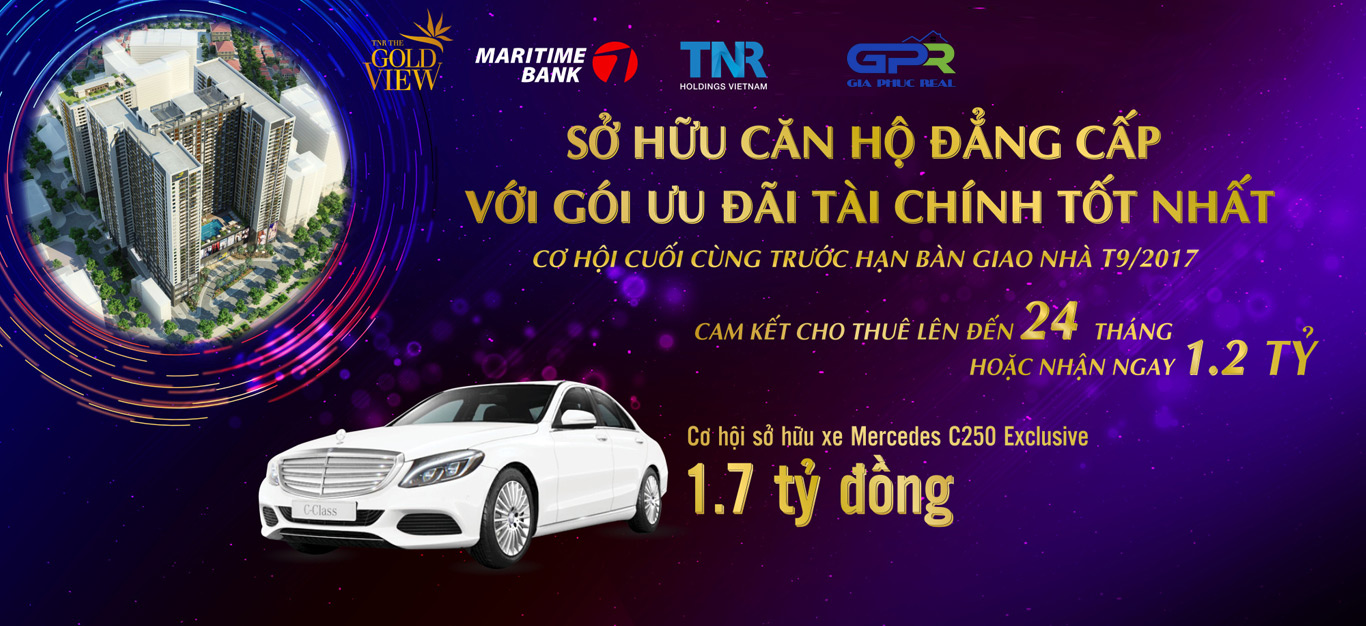 TNR THE
GOLD
VIEW
MARITIME
BANK
TNR
HOLDINGS VIETNAM
GPR
GIA PHUC REAL
SỞ HỮU CĂN HỘ ĐẲNG CẤP
VỚI GÓI ƯU ĐÃI TÀI CHÍNH TỐT NHẤT
CƠ HỘI CUỐI CÙNG TRƯỚC HẠN BÀN GIAO NHÀ T9/2017
CAM KẾT CHO THUÊ LÊN ĐẾN 24 THÁNG
HOẶC NHẬN NGAY 1.2 TỶ
Cơ hội sở hữu xe Mercedes C250 Exclusive
1.7 tỷ đồng
C-Class